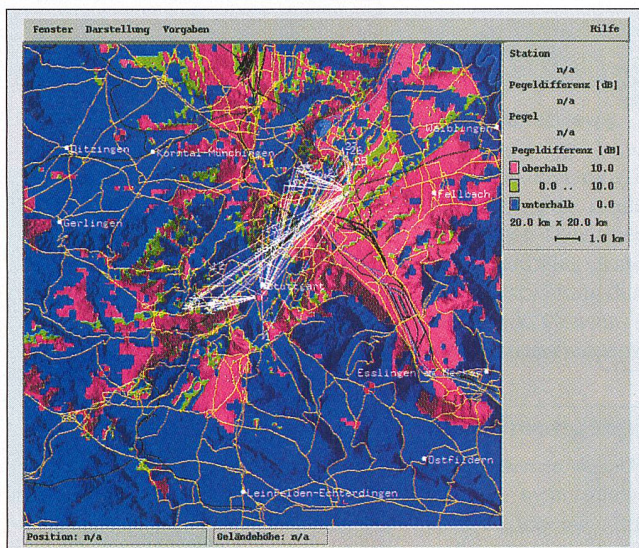 Fenster Darstellung Vorgaben Hilfe
Station
n/a
Pegeldifferenz [dB]
n/a
Pegel
n/a
Pegeldifferenz [dB]
oberhalb 10.0
0.0 .. 10.0
unterhalb 0.0
20.0 km x 20.0 km
1.0 km
Waiblingen
Ditzingen
Korntal-Münchingen
Fellbach
Gerlingen
Stuttgart
Esslingen am Neckar
Ostfildern
Leinfelden-Echterdingen
Position: n/a
Geländehöhe: n/a